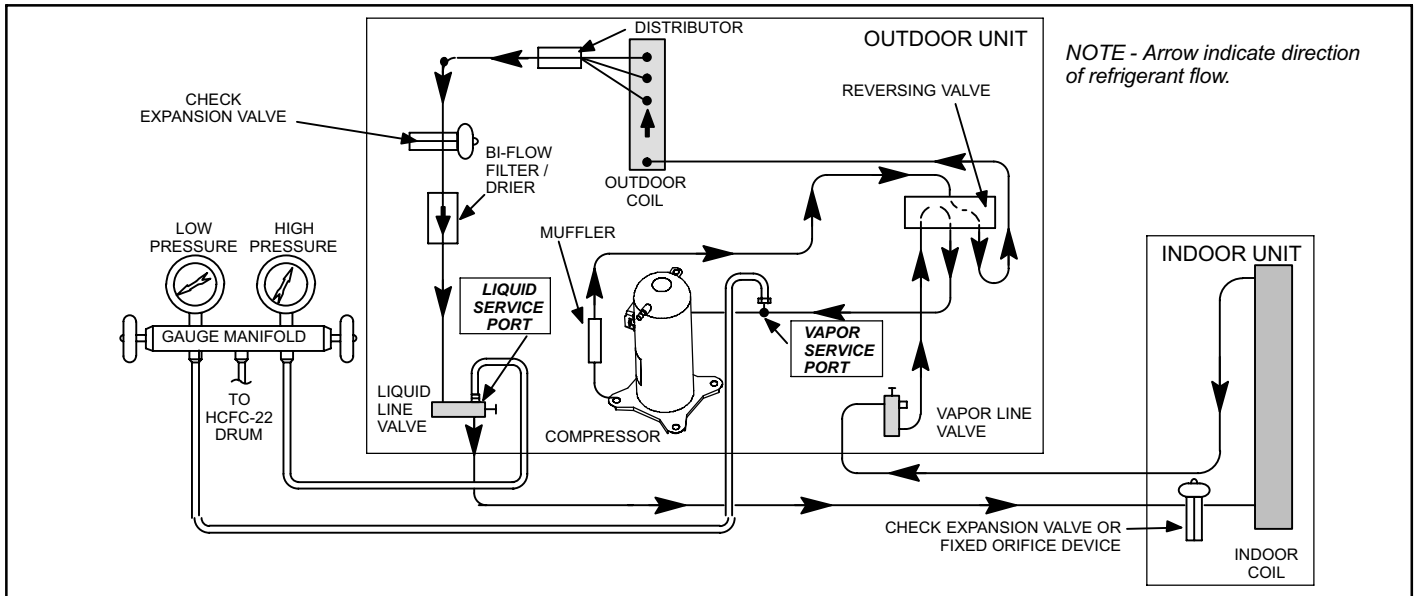 DISTRIBUTOR
OUTDOOR UNIT
NOTE - Arrow indicate direction
of refrigerant flow.
CHECK
EXPANSION VALVE
REVERSING VALVE
BI-FLOW
FILTER /
DRIER
OUTDOOR
COIL
LOW
PRESSURE
HIGH
PRESSURE
MUFFLER
INDOOR UNIT
LIQUID
SERVICE
PORT
GAUGE MANIFOLD
VAPOR
SERVICE
PORT
TO
HCFC-22
DRUM
LIQUID
LINE
VALVE
COMPRESSOR
VAPOR LINE
VALVE
CHECK EXPANSION VALVE OR
FIXED ORIFICE DEVICE
INDOOR
COIL